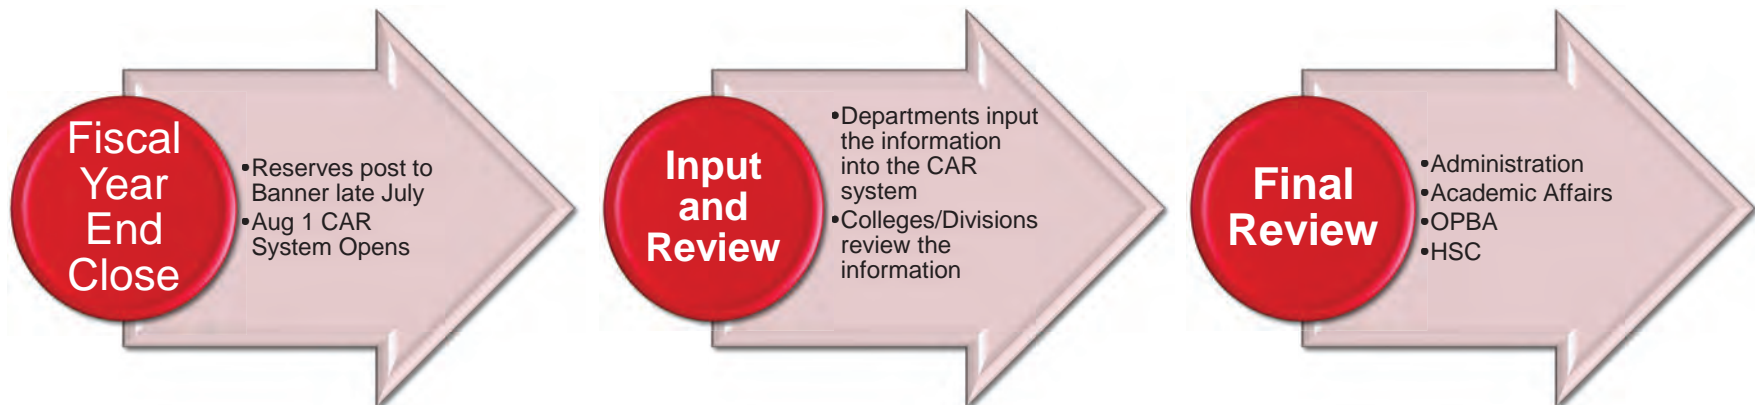 Fiscal
Year
End
Close
•Reserves post to
Banner late July
•Aug 1 CAR
System Opens
Input
and
Review
•Departments input
the information
into the CAR
system
•Colleges/Divisions
review the
information
Final
Review
•Administration
•Academic Affairs
•OPBA
•HSC